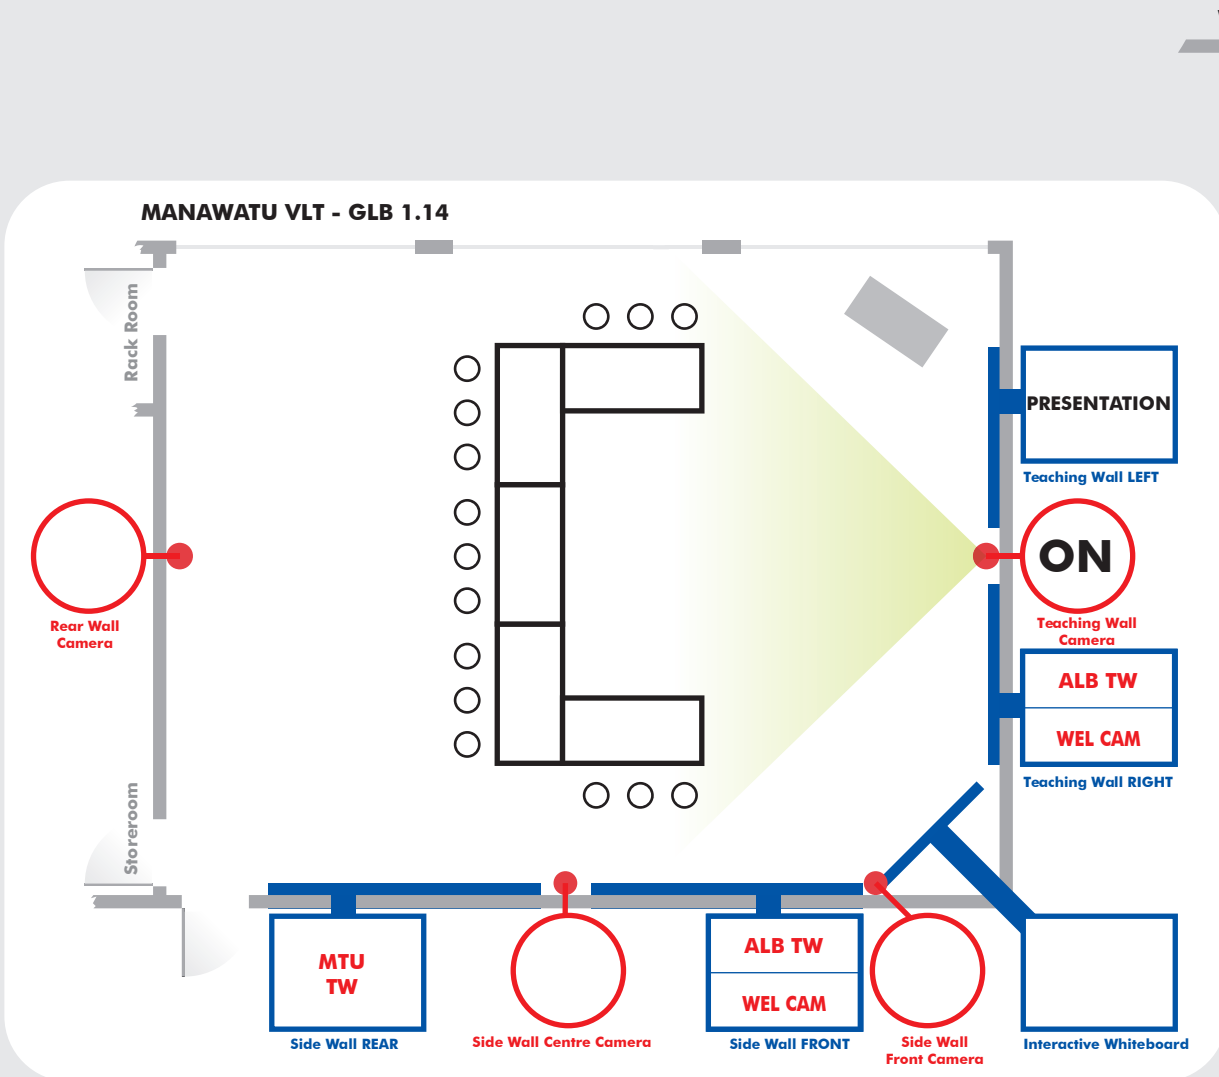 MANAWATU VLT - GLB 1.14
Rack Room
PRESENTATION
Teaching Wall LEFT
ON
Rear Wall
Camera
Teaching Wall
Camera
ALB TW
WEL CAM
Teaching Wall RIGHT
Storeroom
MTU
TW
ALB TW
WEL CAM
Side Wall REAR
Side Wall Centre Camera
Side Wall FRONT
Side Wall
Front Camera
Interactive Whiteboard